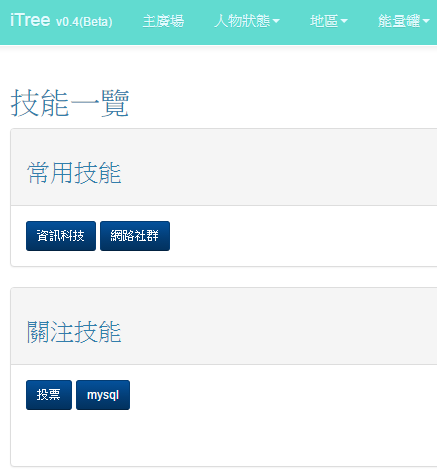 iTree v0.4(Beta) 主廣場 人物狀態 地區 能量罐
技能一覽
常用技能
資訊科技 網路社群
關注技能
投票 mysql